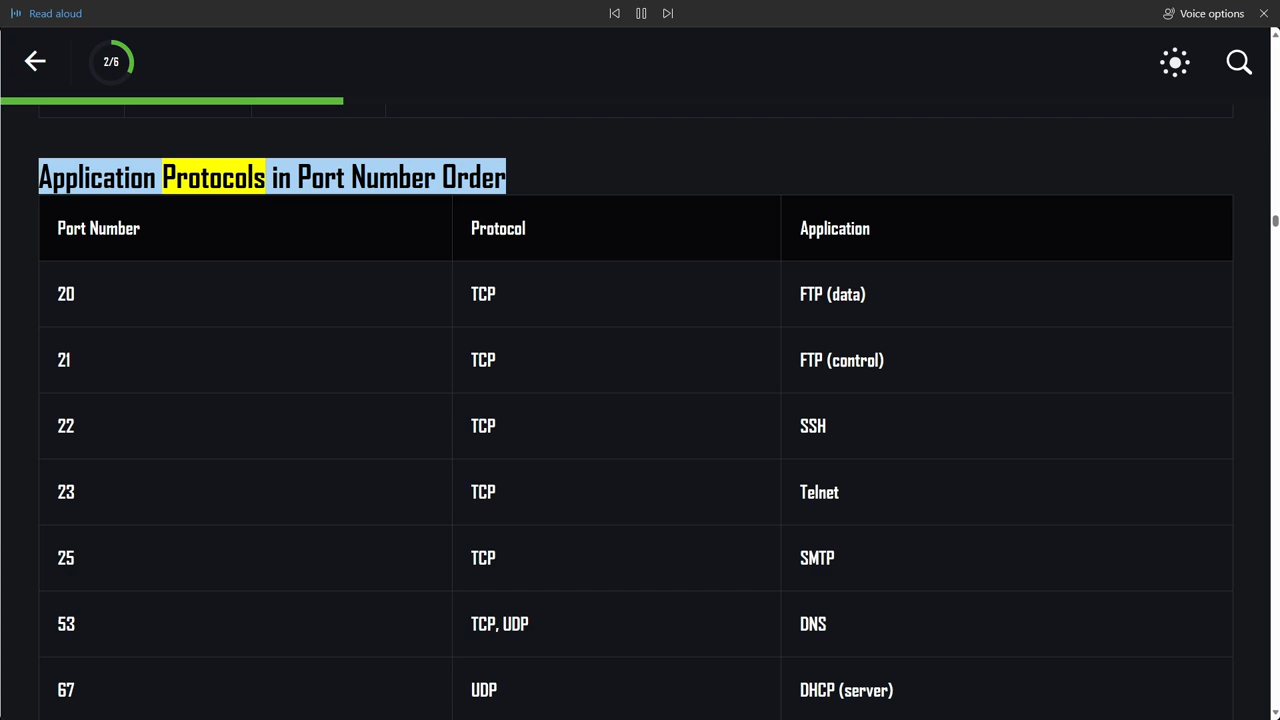 Read aloud
Voice options
2/6
Application Protocols in Port Number Order
Port Number Protocol Application
20 TCP FTP (data)
21 TCP FTP (control)
22 TCP SSH
23 TCP Telnet
25 TCP SMTP
53 TCP, UDP DNS
67 UDP DHCP (server)